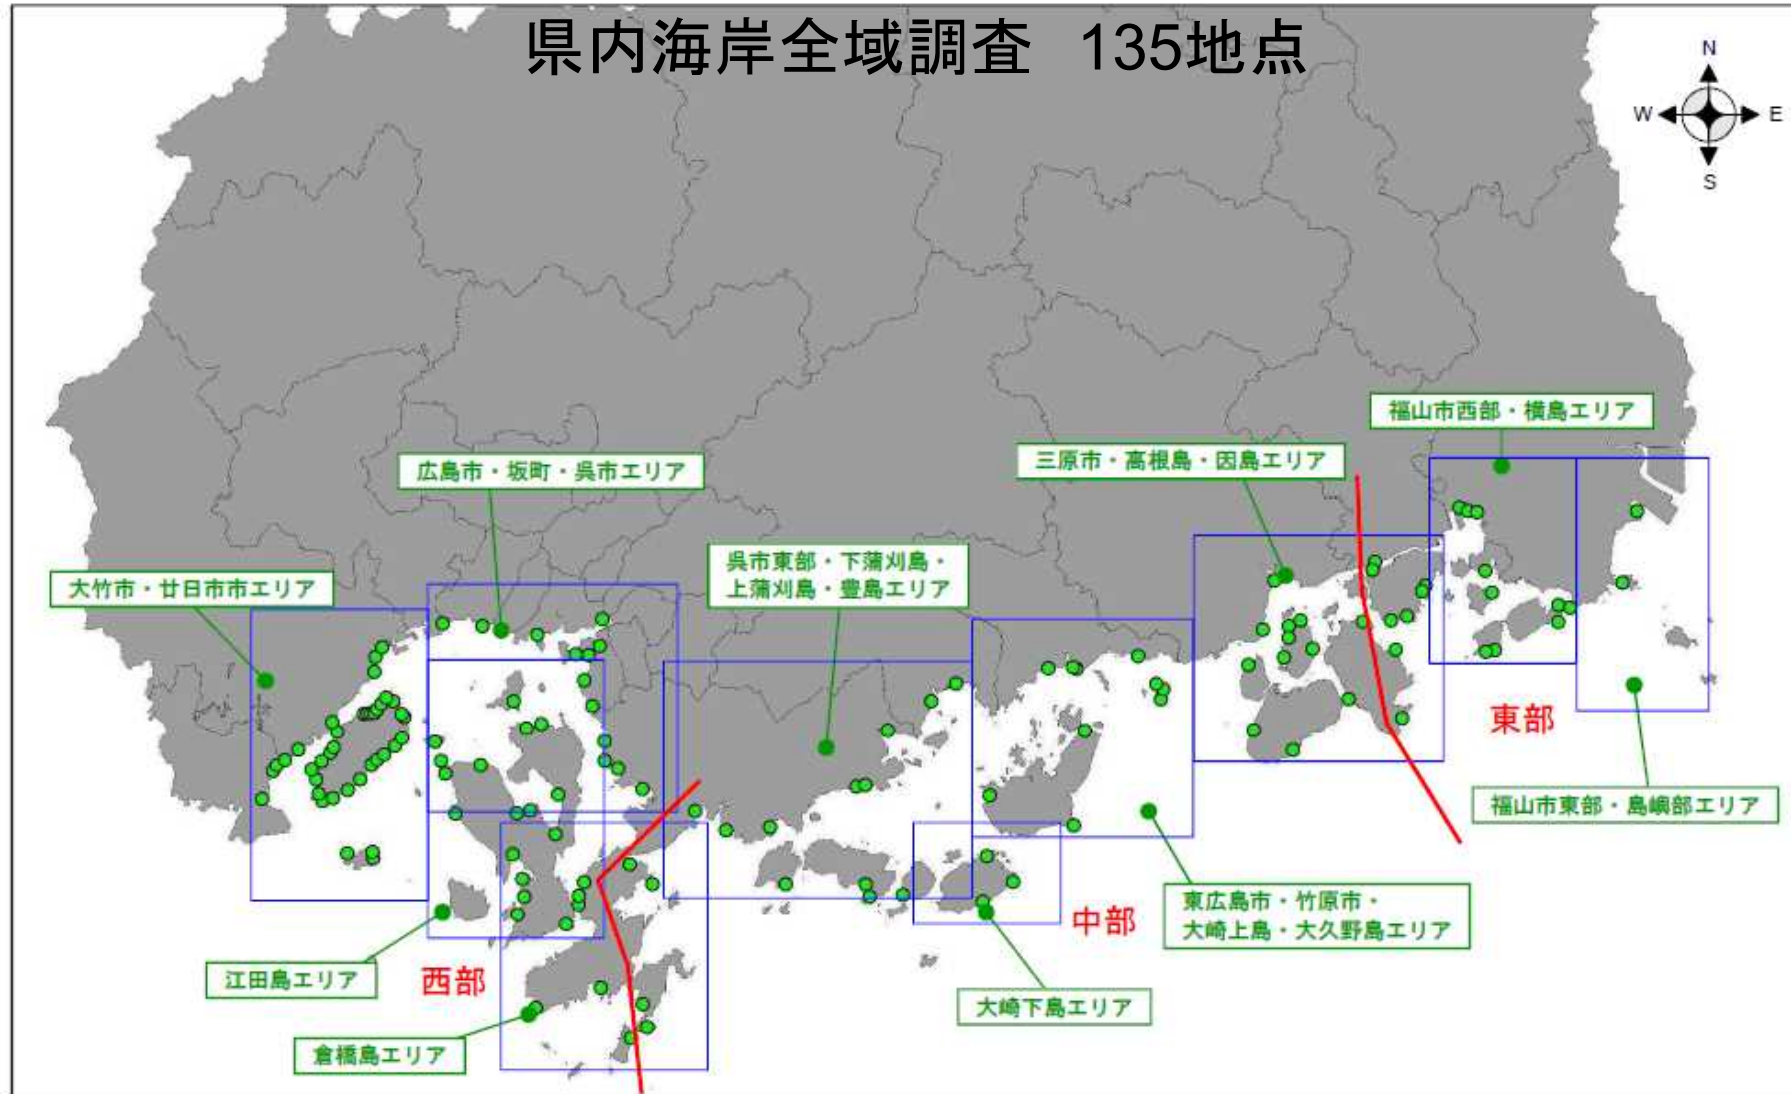 県内海岸全域調査 135地点
N
W
E
S
福山市西部・横島エリア
三原市・高根島・因島エリア
広島市・坂町・呉市エリア
呉市東部・下蒲刈島・
上蒲刈島・豊島エリア
大竹市・廿日市市エリア
東部
福山市東部・島嶼部エリア
東広島市・竹原市・
大崎上島・大久野島エリア
中部
江田島エリア
西部
大崎下島エリア
倉橋島エリア